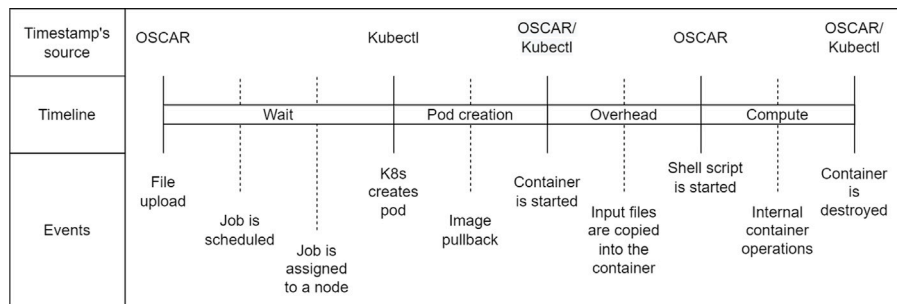 Timestamp's
source
OSCAR
Kubectl
OSCAR/
Kubectl
OSCAR
OSCAR/
Kubectl
Timeline
Wait
Pod creation
Overhead
Compute
Events
File
upload
Job is
scheduled
Job is
assigned
to a node
K8s
creates
pod
Image
pullback
Container
is started
Input files
are copied
into the
container
Shell script
is started
Internal
container
operations
Container
is
destroyed